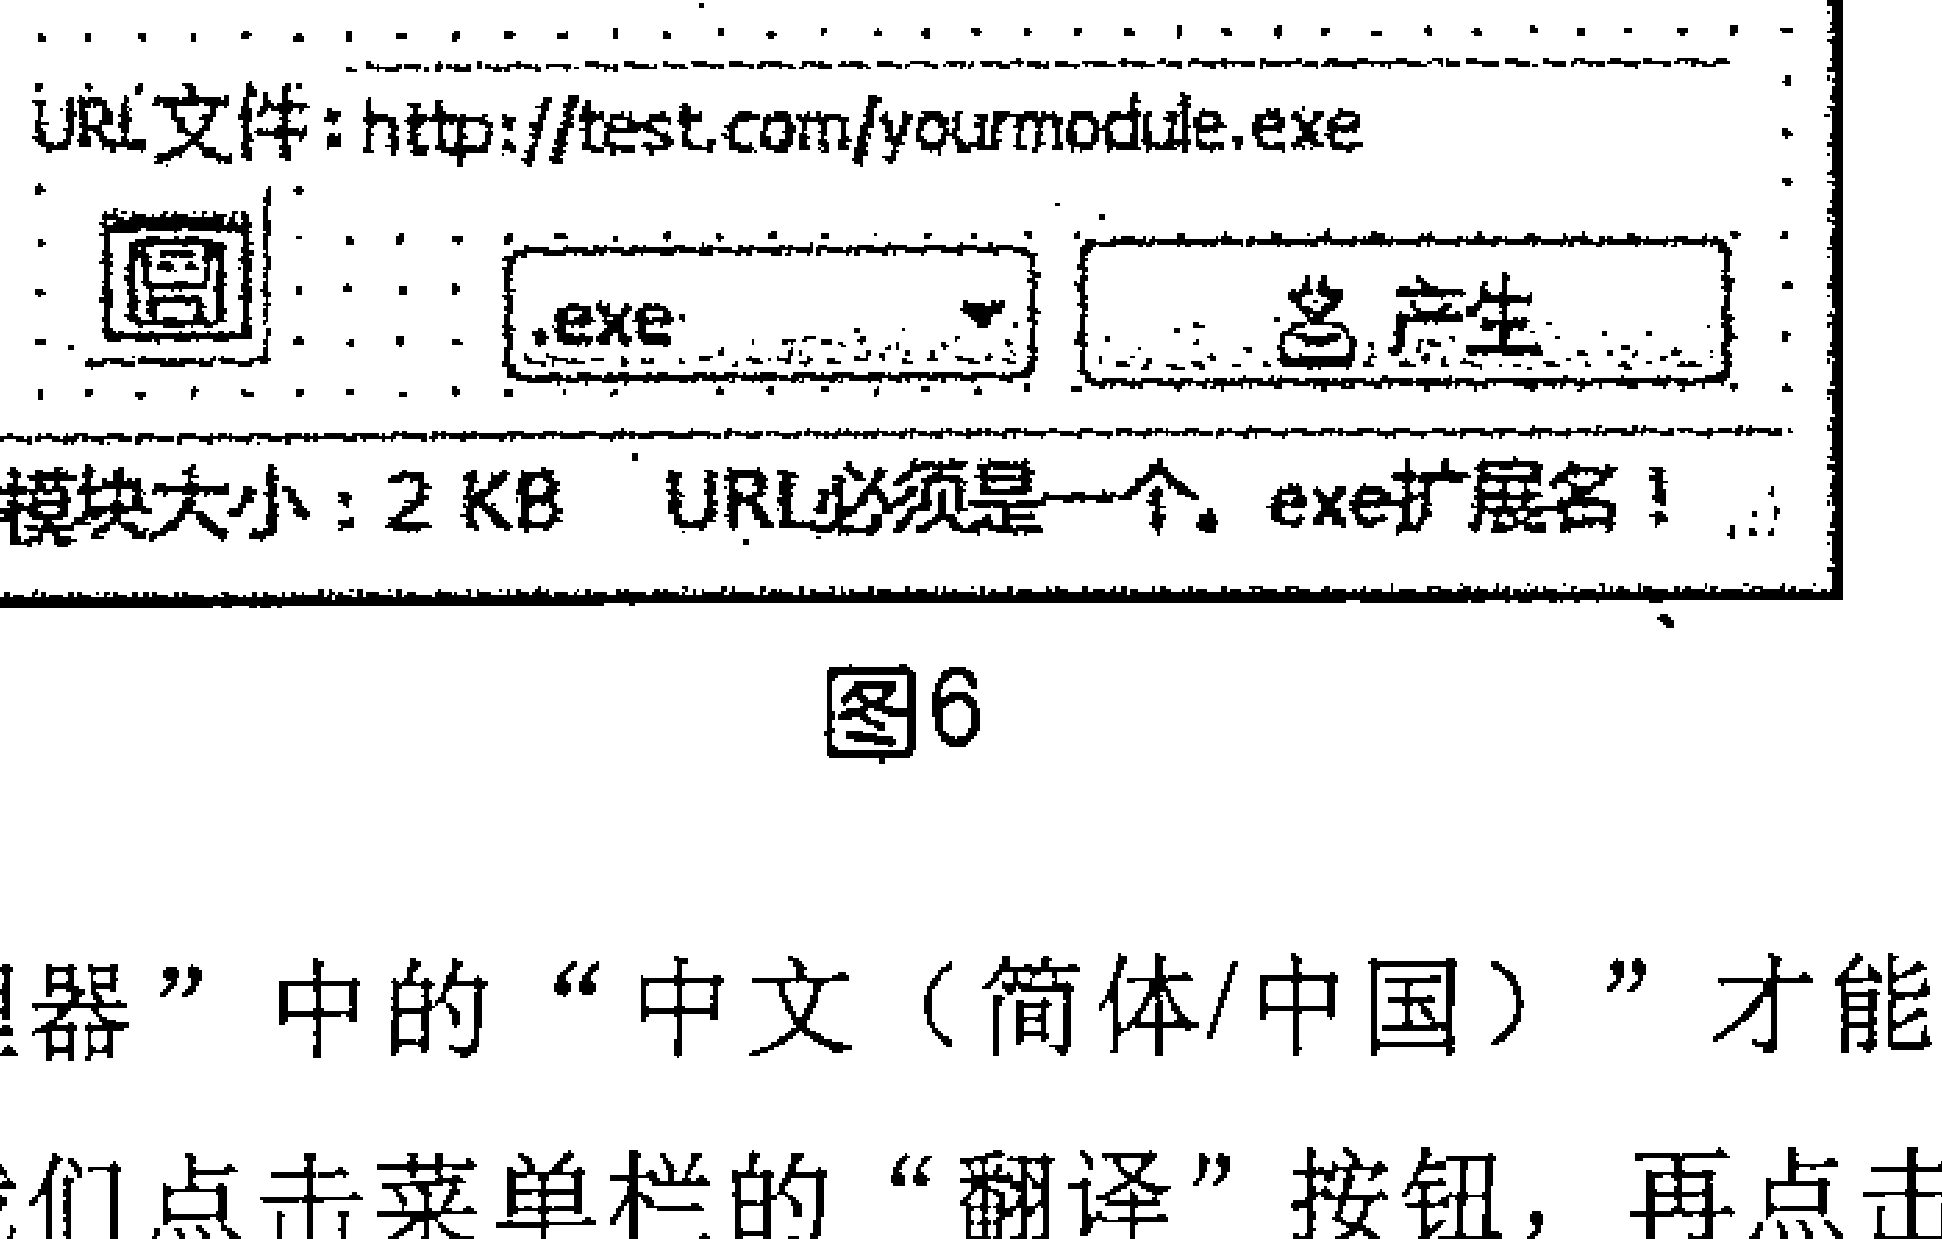 URL文件：http://test.com/yourmodule.exe
.exe 产生
模块大小：2 KB URL必须是一个。exe扩展名！
图6
器”中的“中文（简体/中国）”才能
们点击菜单栏的“翻译”按钮，再点击